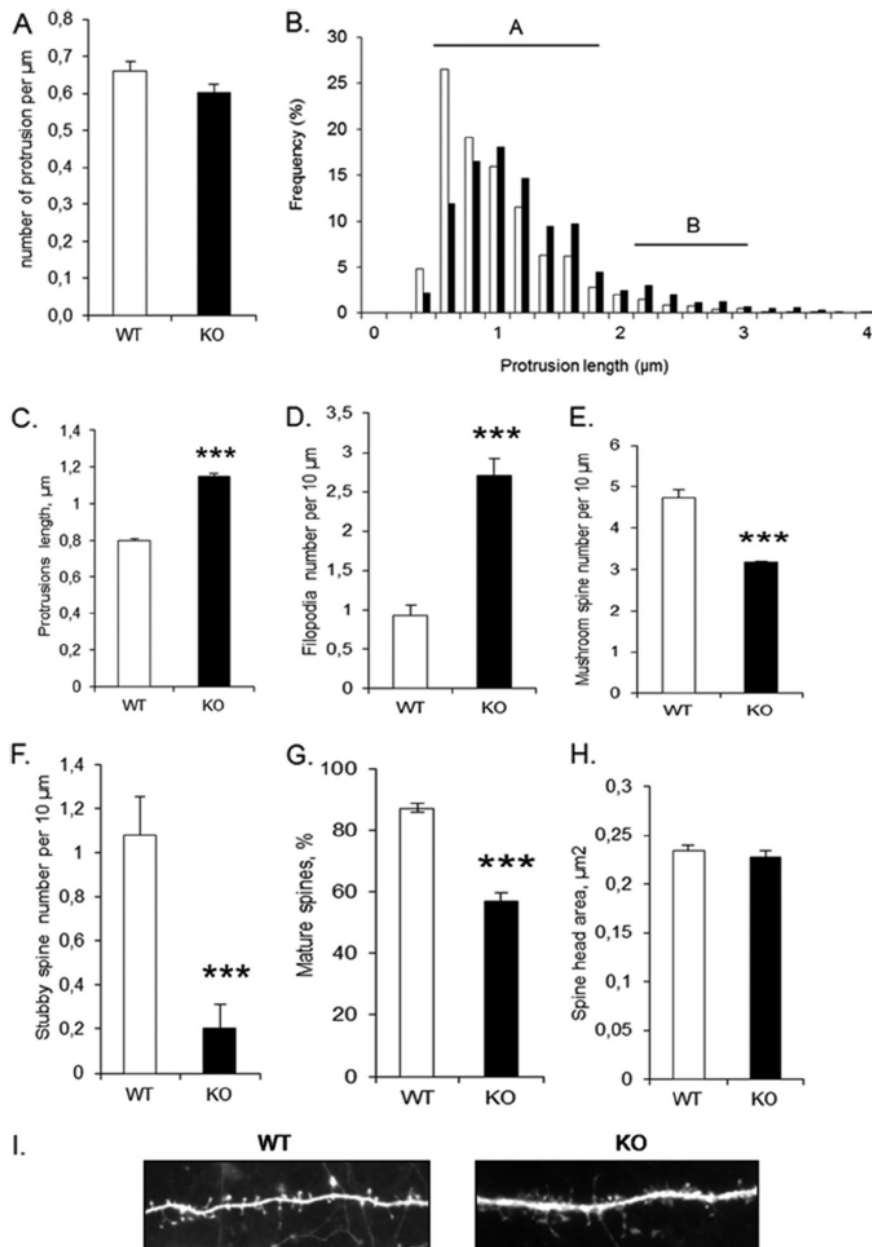 A
number of protrusion per µm
0,8
0,7
0,6
0,5
0,4
0,3
0,2
0,1
0,0
WT KO
B.
Frequency (%)
30
25
20
15
10
5
0
A
B
0 1 2 3 4
Protrusion length (µm)
C.
Protrusions length, µm
1,4
1,2
1
0,8
0,6
0,4
0,2
0
***
WT KO
D.
Filopodia number per 10 µm
3,5
3
2,5
2
1,5
1
0,5
0
***
WT KO
E.
Mushroom spine number per 10 µm
6
5
4
3
2
1
0
***
WT KO
F.
Stubby spine number per 10 µm
1,4
1,2
1
0,8
0,6
0,4
0,2
0
***
WT KO
G.
Mature spines, %
100
80
60
40
20
0
***
WT KO
H.
Spine head area, µm2
0,3
0,25
0,2
0,15
0,1
0,05
0
WT KO
I.
WT KO